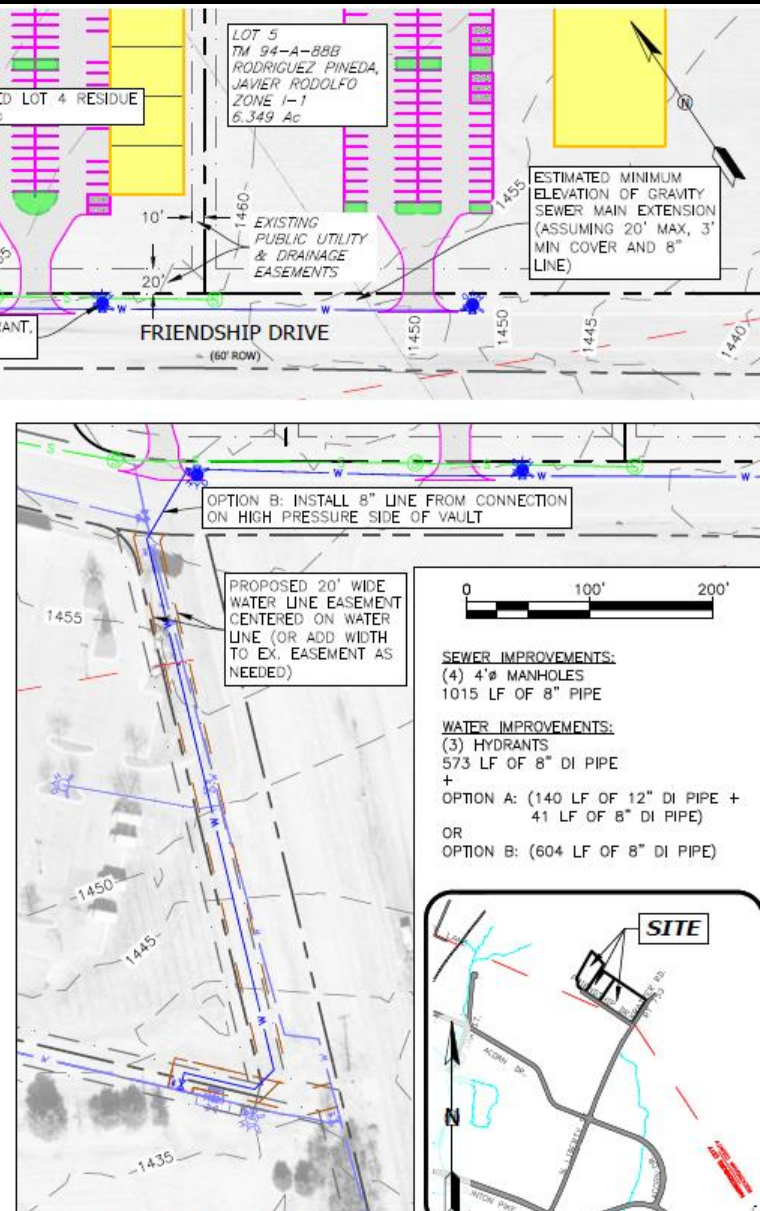 LOT 5
TM 94-A-88B
RODRIGUEZ PINEDA,
JAVIER RODOLFO
ZONE I-1
6.349 Ac
ED LOT 4 RESIDUE
N
ESTIMATED MINIMUM
ELEVATION OF GRAVITY
SEWER MAIN EXTENSION
(ASSUMING 20' MAX, 3'
MIN COVER AND 8"
LINE)
1455
1460
10'
EXISTING
PUBLIC UTILITY
& DRAINAGE
EASEMENTS
20'
S
W
W
RANT,
FRIENDSHIP DRIVE
(60' ROW)
1450
1450
1445
1440
S
S
S
S
W
W
W
OPTION B: INSTALL 8" LINE FROM CONNECTION
ON HIGH PRESSURE SIDE OF VAULT
PROPOSED 20' WIDE
WATER LINE EASEMENT
CENTERED ON WATER
LINE (OR ADD WIDTH
TO EX. EASEMENT AS
NEEDED)
1455
W
W
W
1450
1445
W
1435
0 100' 200'
SEWER IMPROVEMENTS:
(4) 4'ø MANHOLES
1015 LF OF 8" PIPE
WATER IMPROVEMENTS:
(3) HYDRANTS
573 LF OF 8" DI PIPE
+
OPTION A: (140 LF OF 12" DI PIPE +
41 LF OF 8" DI PIPE)
OR
OPTION B: (604 LF OF 8" DI PIPE)
SITE
ACORN DR.
N LIBERTY
N